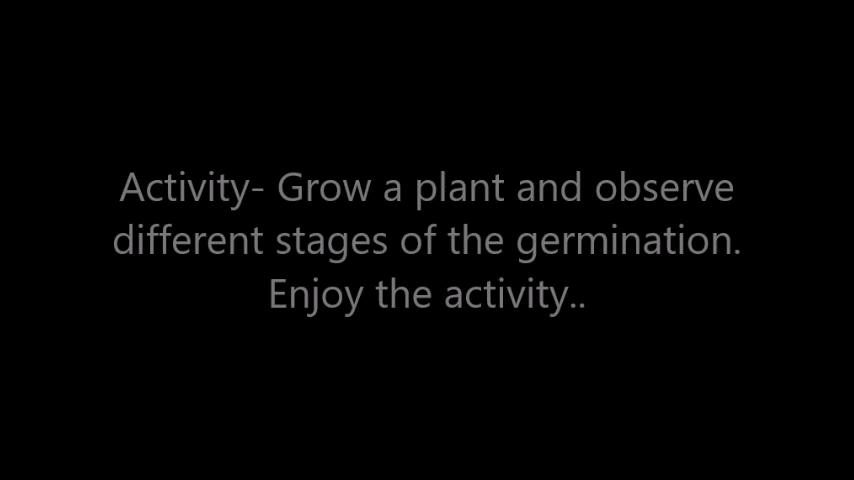 Activity- Grow a plant and observe
different stages of the germination.
Enjoy the activity..